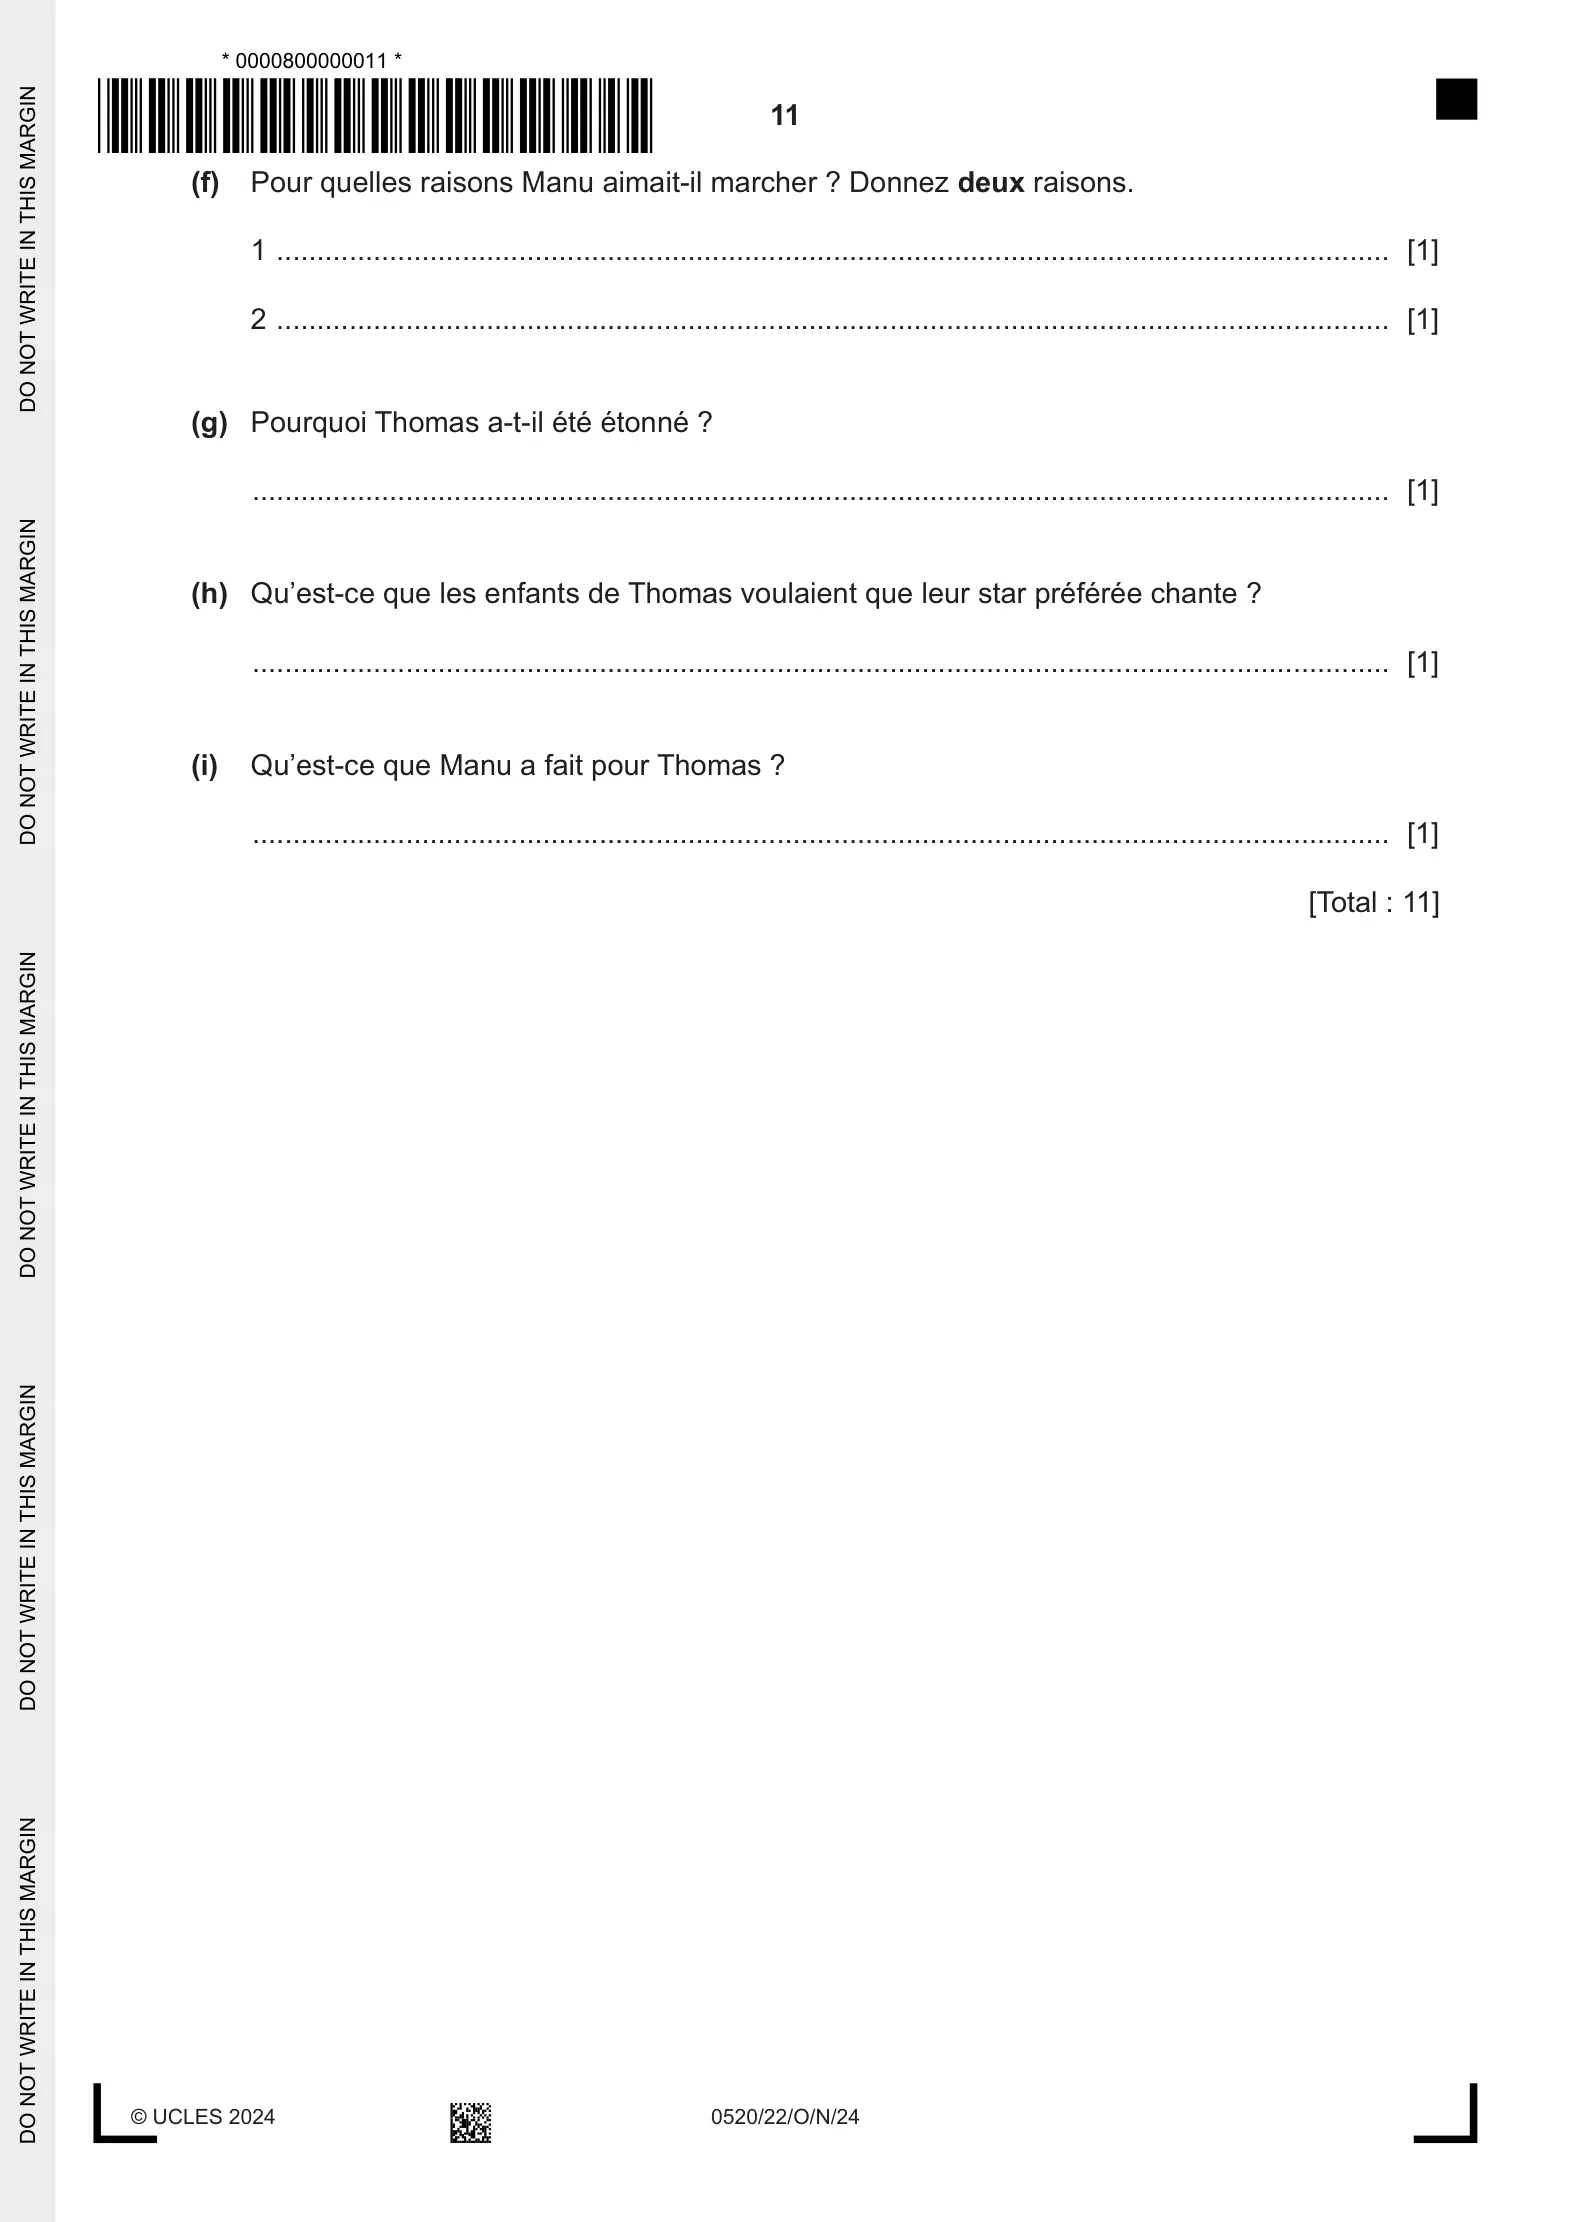 * 0000800000011 *
11
(f) Pour quelles raisons Manu aimait-il marcher ? Donnez deux raisons.
1 ........................................................................................................................................ [1]
2 ........................................................................................................................................ [1]
(g) Pourquoi Thomas a-t-il été étonné ?
........................................................................................................................................... [1]
(h) Qu’est-ce que les enfants de Thomas voulaient que leur star préférée chante ?
........................................................................................................................................... [1]
(i) Qu’est-ce que Manu a fait pour Thomas ?
........................................................................................................................................... [1]
[Total : 11]
© UCLES 2024
0520/22/O/N/24
DO NOT WRITE IN THIS MARGIN
DO NOT WRITE IN THIS MARGIN
DO NOT WRITE IN THIS MARGIN
DO NOT WRITE IN THIS MARGIN
DO NOT WRITE IN THIS MARGIN